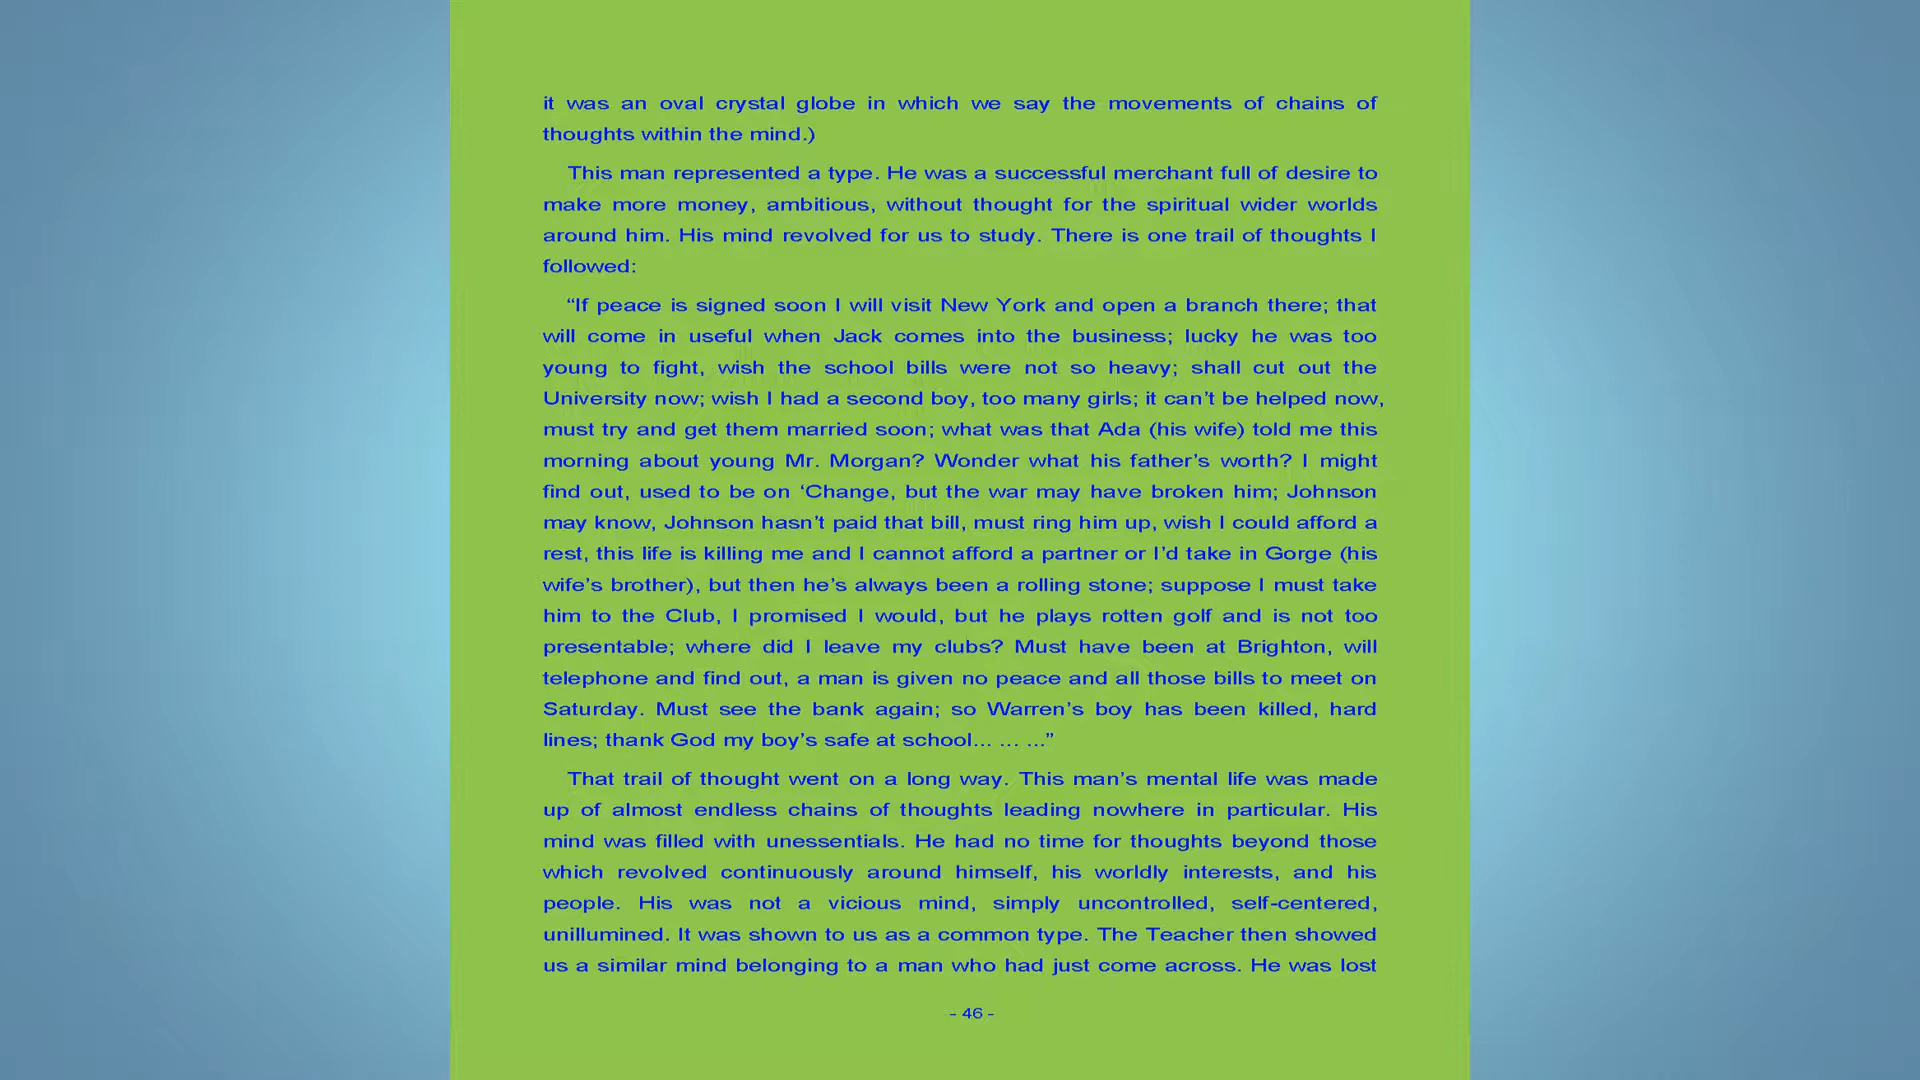 it was an oval crystal globe in which we say the movements of chains of
thoughts within the mind.)
This man represented a type. He was a successful merchant full of desire to
make more money, ambitious, without thought for the spiritual wider worlds
around him. His mind revolved for us to study. There is one trail of thoughts I
followed:
“If peace is signed soon I will visit New York and open a branch there; that
will come in useful when Jack comes into the business; lucky he was too
young to fight, wish the school bills were not so heavy; shall cut out the
University now; wish I had a second boy, too many girls; it can’t be helped now,
must try and get them married soon; what was that Ada (his wife) told me this
morning about young Mr. Morgan? Wonder what his father’s worth? I might
find out, used to be on ‘Change, but the war may have broken him; Johnson
may know, Johnson hasn’t paid that bill, must ring him up, wish I could afford a
rest, this life is killing me and I cannot afford a partner or I’d take in Gorge (his
wife’s brother), but then he’s always been a rolling stone; suppose I must take
him to the Club, I promised I would, but he plays rotten golf and is not too
presentable; where did I leave my clubs? Must have been at Brighton, will
telephone and find out, a man is given no peace and all those bills to meet on
Saturday. Must see the bank again; so Warren’s boy has been killed, hard
lines; thank God my boy’s safe at school... ... ...”
That trail of thought went on a long way. This man’s mental life was made
up of almost endless chains of thoughts leading nowhere in particular. His
mind was filled with unessentials. He had no time for thoughts beyond those
which revolved continuously around himself, his worldly interests, and his
people. His was not a vicious mind, simply uncontrolled, self-centered,
unillumined. It was shown to us as a common type. The Teacher then showed
us a similar mind belonging to a man who had just come across. He was lost
- 46 -